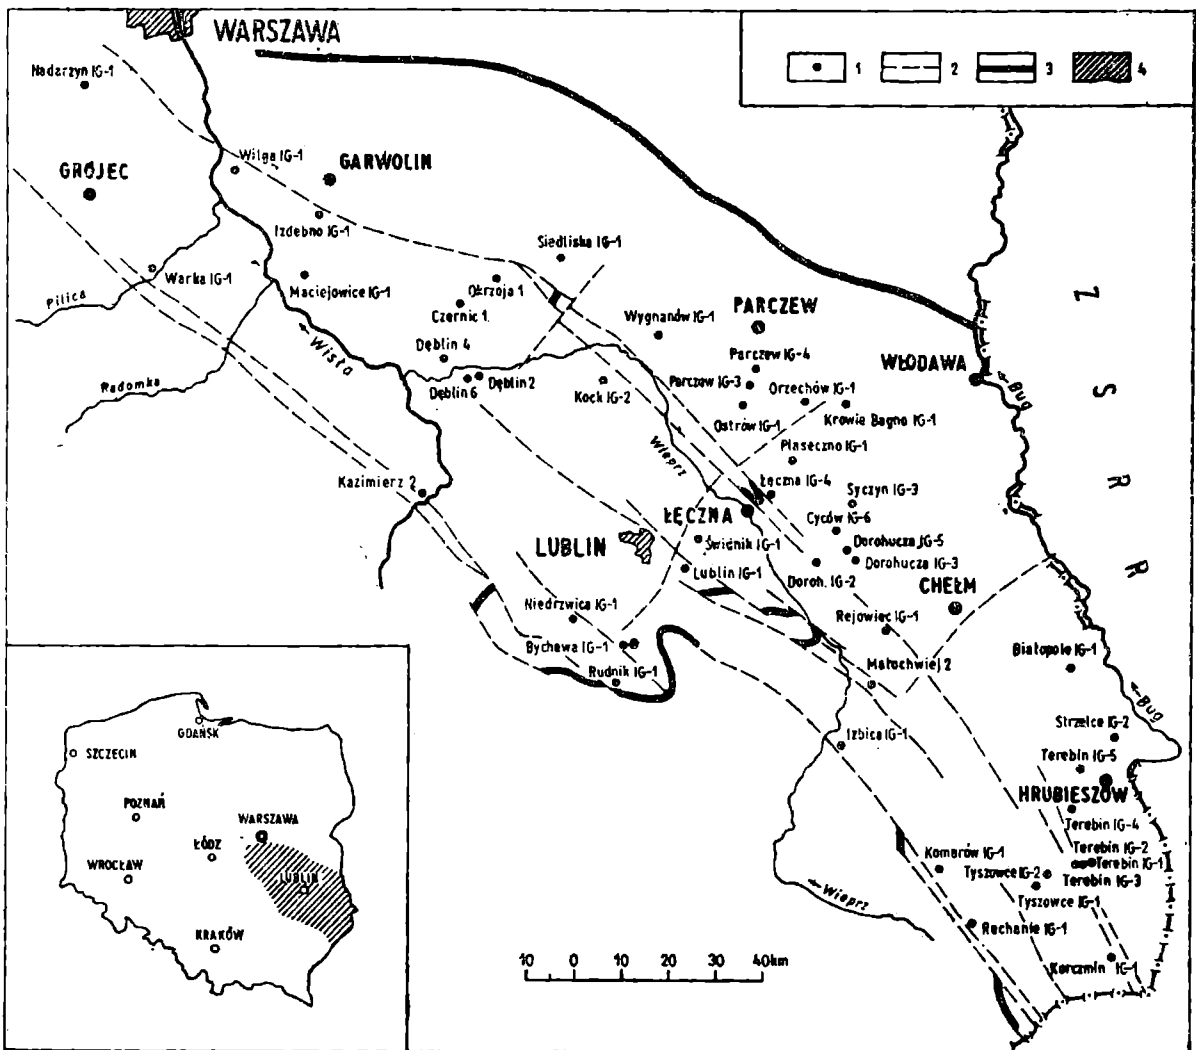 WARSZAWA
1 2 3 4
Nadarzyn IG-1
Wilga IG-1
GARWOLIN
GRÓJEC
Izdebno IG-1
Siedliska IG-1
Warka IG-1
Maciejowice IG-1
Okrzoja 1
Pilica
Czernic 1.
Z S R R
PARCZEW
Wygnanów IG-1
Wisła
Dęblin 4
Parczew IG-4
WŁODAWA
Radomka
Dęblin 6
Dęblin 2
Kock IG-2
Parczew IG-3
Orzechów IG-1
Bug
Ostrów IG-1
Krowie Bagno IG-1
Wieprz
Piaseczno IG-1
Kazimierz 2
Łęczna IG-4
Syczyn IG-3
ŁĘCZNA
Cyców IG-6
LUBLIN
Świdnik IG-1
Dorohucza IG-5
Dorohucza IG-3
Lublin IG-1
Doroh. IG-2
CHEŁM
Niedrzwica IG-1
Rejowiec IG-1
Bychawa IG-1
Białopole IG-1
Rudnik IG-1
Małochwiej 2
Bug
Strzelce IG-2
Izbica IG-1
Terebin IG-5
HRUBIESZÓW
Terebin IG-4
Terebin IG-2
Komarów IG-1
Terebin IG-1
Tyszowce IG-2
Terebin IG-3
Tyszowce IG-1
Wieprz
Rachanie IG-1
Korczmin IG-1
10 0 10 20 30 40km
GDAŃSK
SZCZECIN
POZNAŃ
WARSZAWA
ŁÓDZ
WROCŁAW
LUBLIN
KRAKÓW